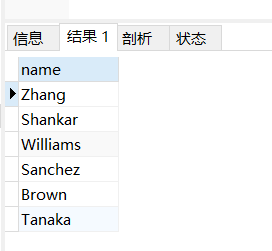 信息 结果 1 剖析 状态
name
Zhang
Shankar
Williams
Sanchez
Brown
Tanaka